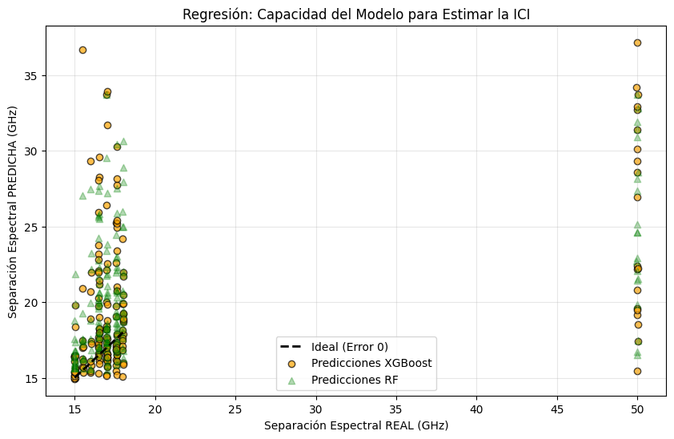 Regresión: Capacidad del Modelo para Estimar la ICI
Separación Espectral PREDICHA (GHz)
35
30
25
20
15
Ideal (Error 0)
Predicciones XGBoost
Predicciones RF
15 20 25 30 35 40 45 50
Separación Espectral REAL (GHz)